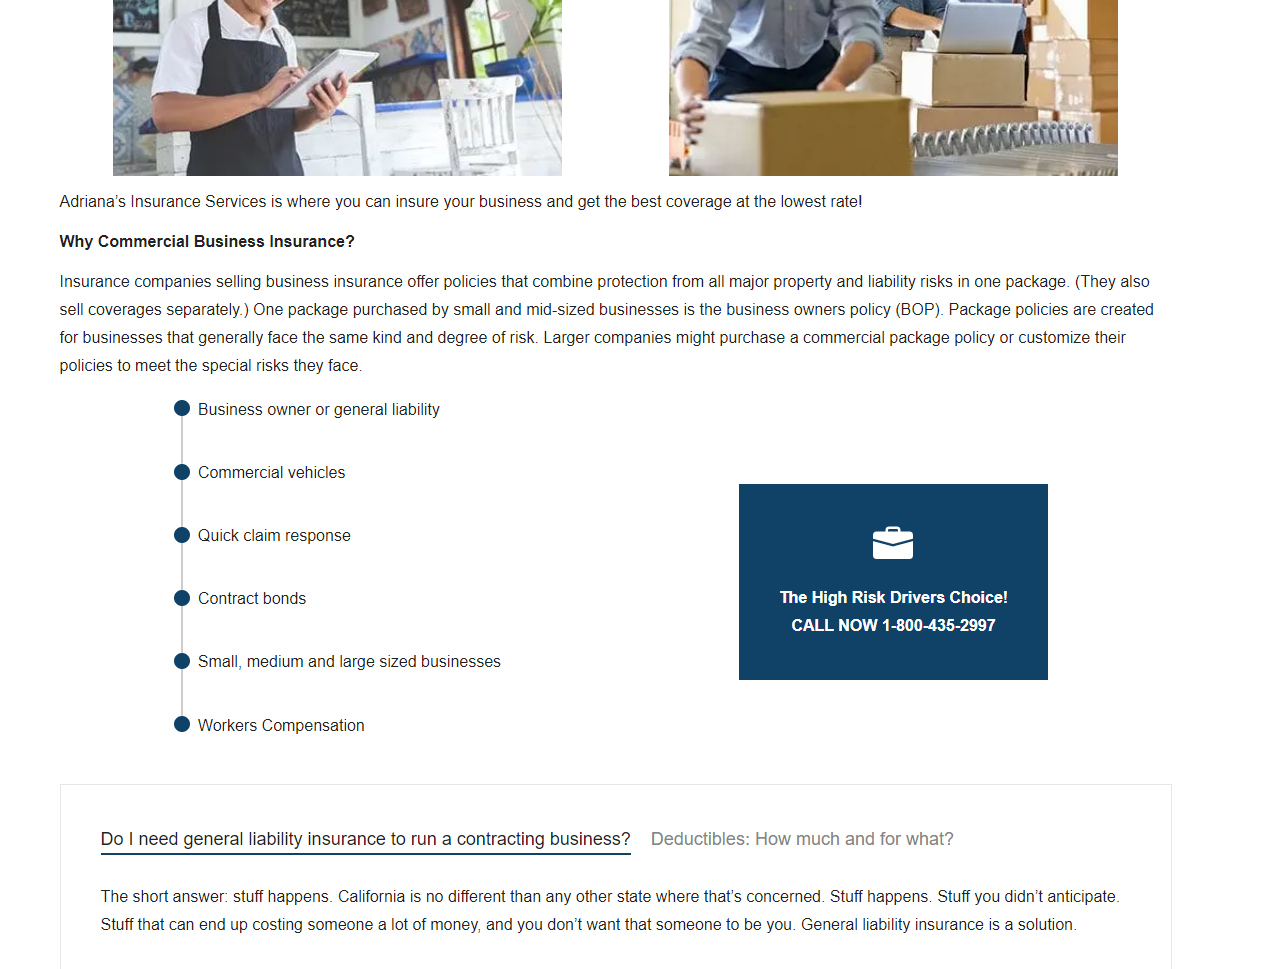 Adriana’s Insurance Services is where you can insure your business and get the best coverage at the lowest rate!
Why Commercial Business Insurance?
Insurance companies selling business insurance offer policies that combine protection from all major property and liability risks in one package. (They also
sell coverages separately.) One package purchased by small and mid-sized businesses is the business owners policy (BOP). Package policies are created
for businesses that generally face the same kind and degree of risk. Larger companies might purchase a commercial package policy or customize their
policies to meet the special risks they face.
Business owner or general liability
Commercial vehicles
Quick claim response
Contract bonds
Small, medium and large sized businesses
Workers Compensation
The High Risk Drivers Choice!
CALL NOW 1-800-435-2997
Do I need general liability insurance to run a contracting business?
Deductibles: How much and for what?
The short answer: stuff happens. California is no different than any other state where that’s concerned. Stuff happens. Stuff you didn’t anticipate.
Stuff that can end up costing someone a lot of money, and you don’t want that someone to be you. General liability insurance is a solution.